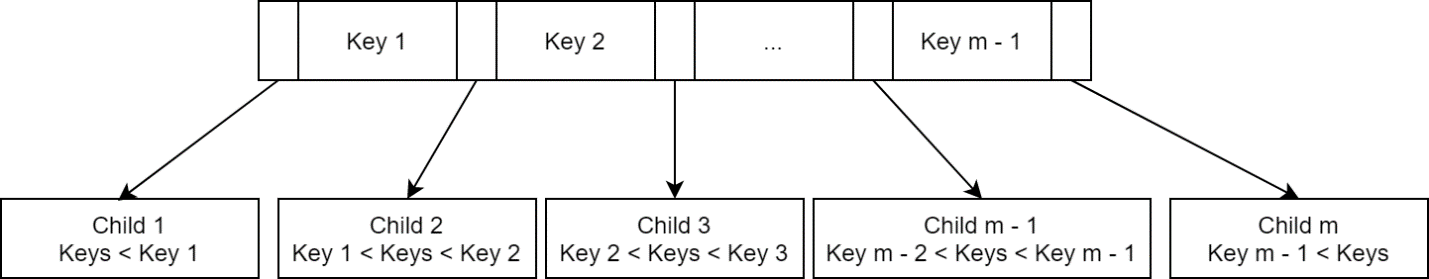 Key 1
Key 2
...
Key m - 1
Child 1
Keys < Key 1
Child 2
Key 1 < Keys < Key 2
Child 3
Key 2 < Keys < Key 3
Child m - 1
Key m - 2 < Keys < Key m - 1
Child m
Key m - 1 < Keys